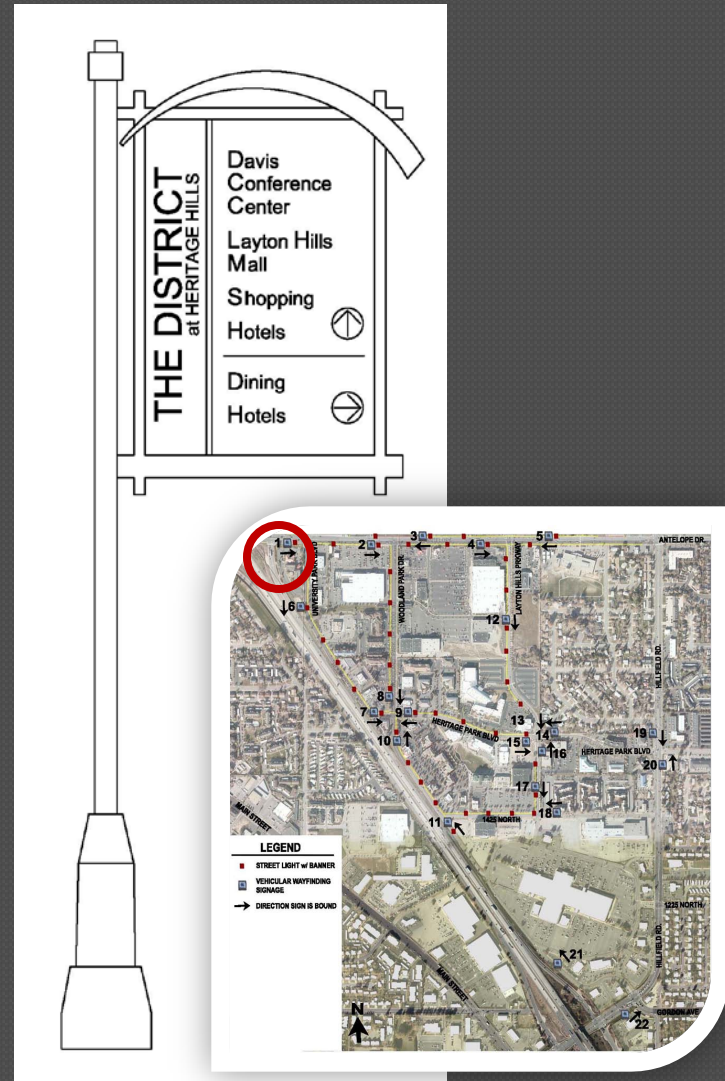 THE DISTRICT
at HERITAGE HILLS
Davis
Conference
Center
Layton Hills
Mall
Shopping
Hotels
Dining
Hotels
1
2
3
4
5
ANTELOPE DR.
6
UNIVERSITY PARK BLVD
WOODLAND PARK DR.
LAYTON HILLS PRKWAY
12
HILLFIELD RD.
8
7
9
13
HERITAGE PARK BLVD
14
19
10
15
16
HERITAGE PARK BLVD
20
17
MAIN STREET
11
1425 NORTH
18
LEGEND
STREET LIGHT w/ BANNER
VEHICULAR WAYFINDING
SIGNAGE
DIRECTION SIGN IS BOUND
1225 NORTH
HILLFIELD RD.
21
MAIN STREET
N
GORDON AVE
22